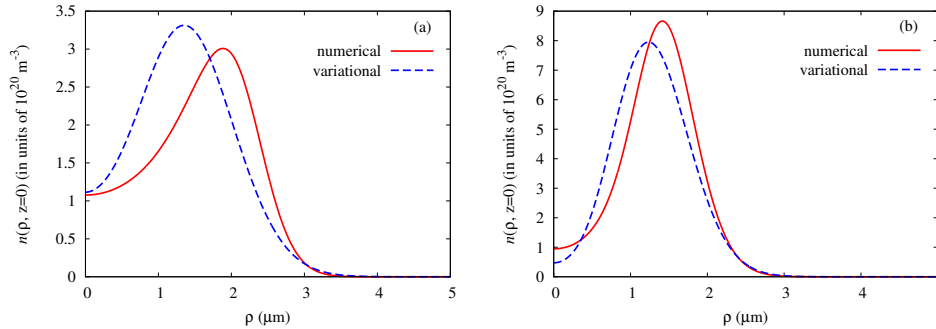 (a)
numerical
variational
n(ρ, z=0) (in units of 10^20 m^-3)
3.5
3
2.5
2
1.5
1
0.5
0
0 1 2 3 4 5
ρ (μm)
(b)
numerical
variational
n(ρ, z=0) (in units of 10^20 m^-3)
9
8
7
6
5
4
3
2
1
0
0 1 2 3 4
ρ (μm)